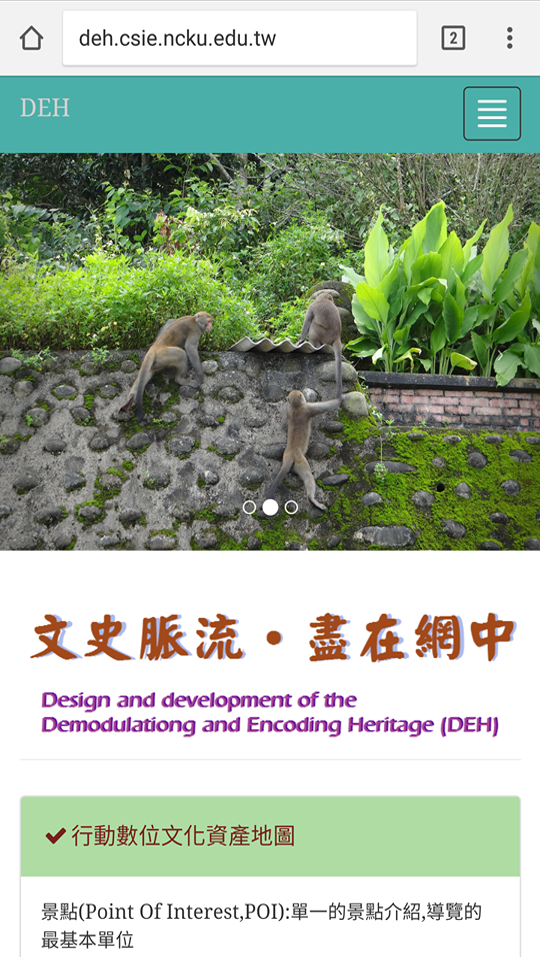 deh.csie.ncku.edu.tw
2
DEH
文史脈流・盡在網中
Design and development of the
Demodulationg and Encoding Heritage (DEH)
行動數位文化資產地圖
景點(Point Of Interest,POI):單一的景點介紹,導覽的
最基本單位